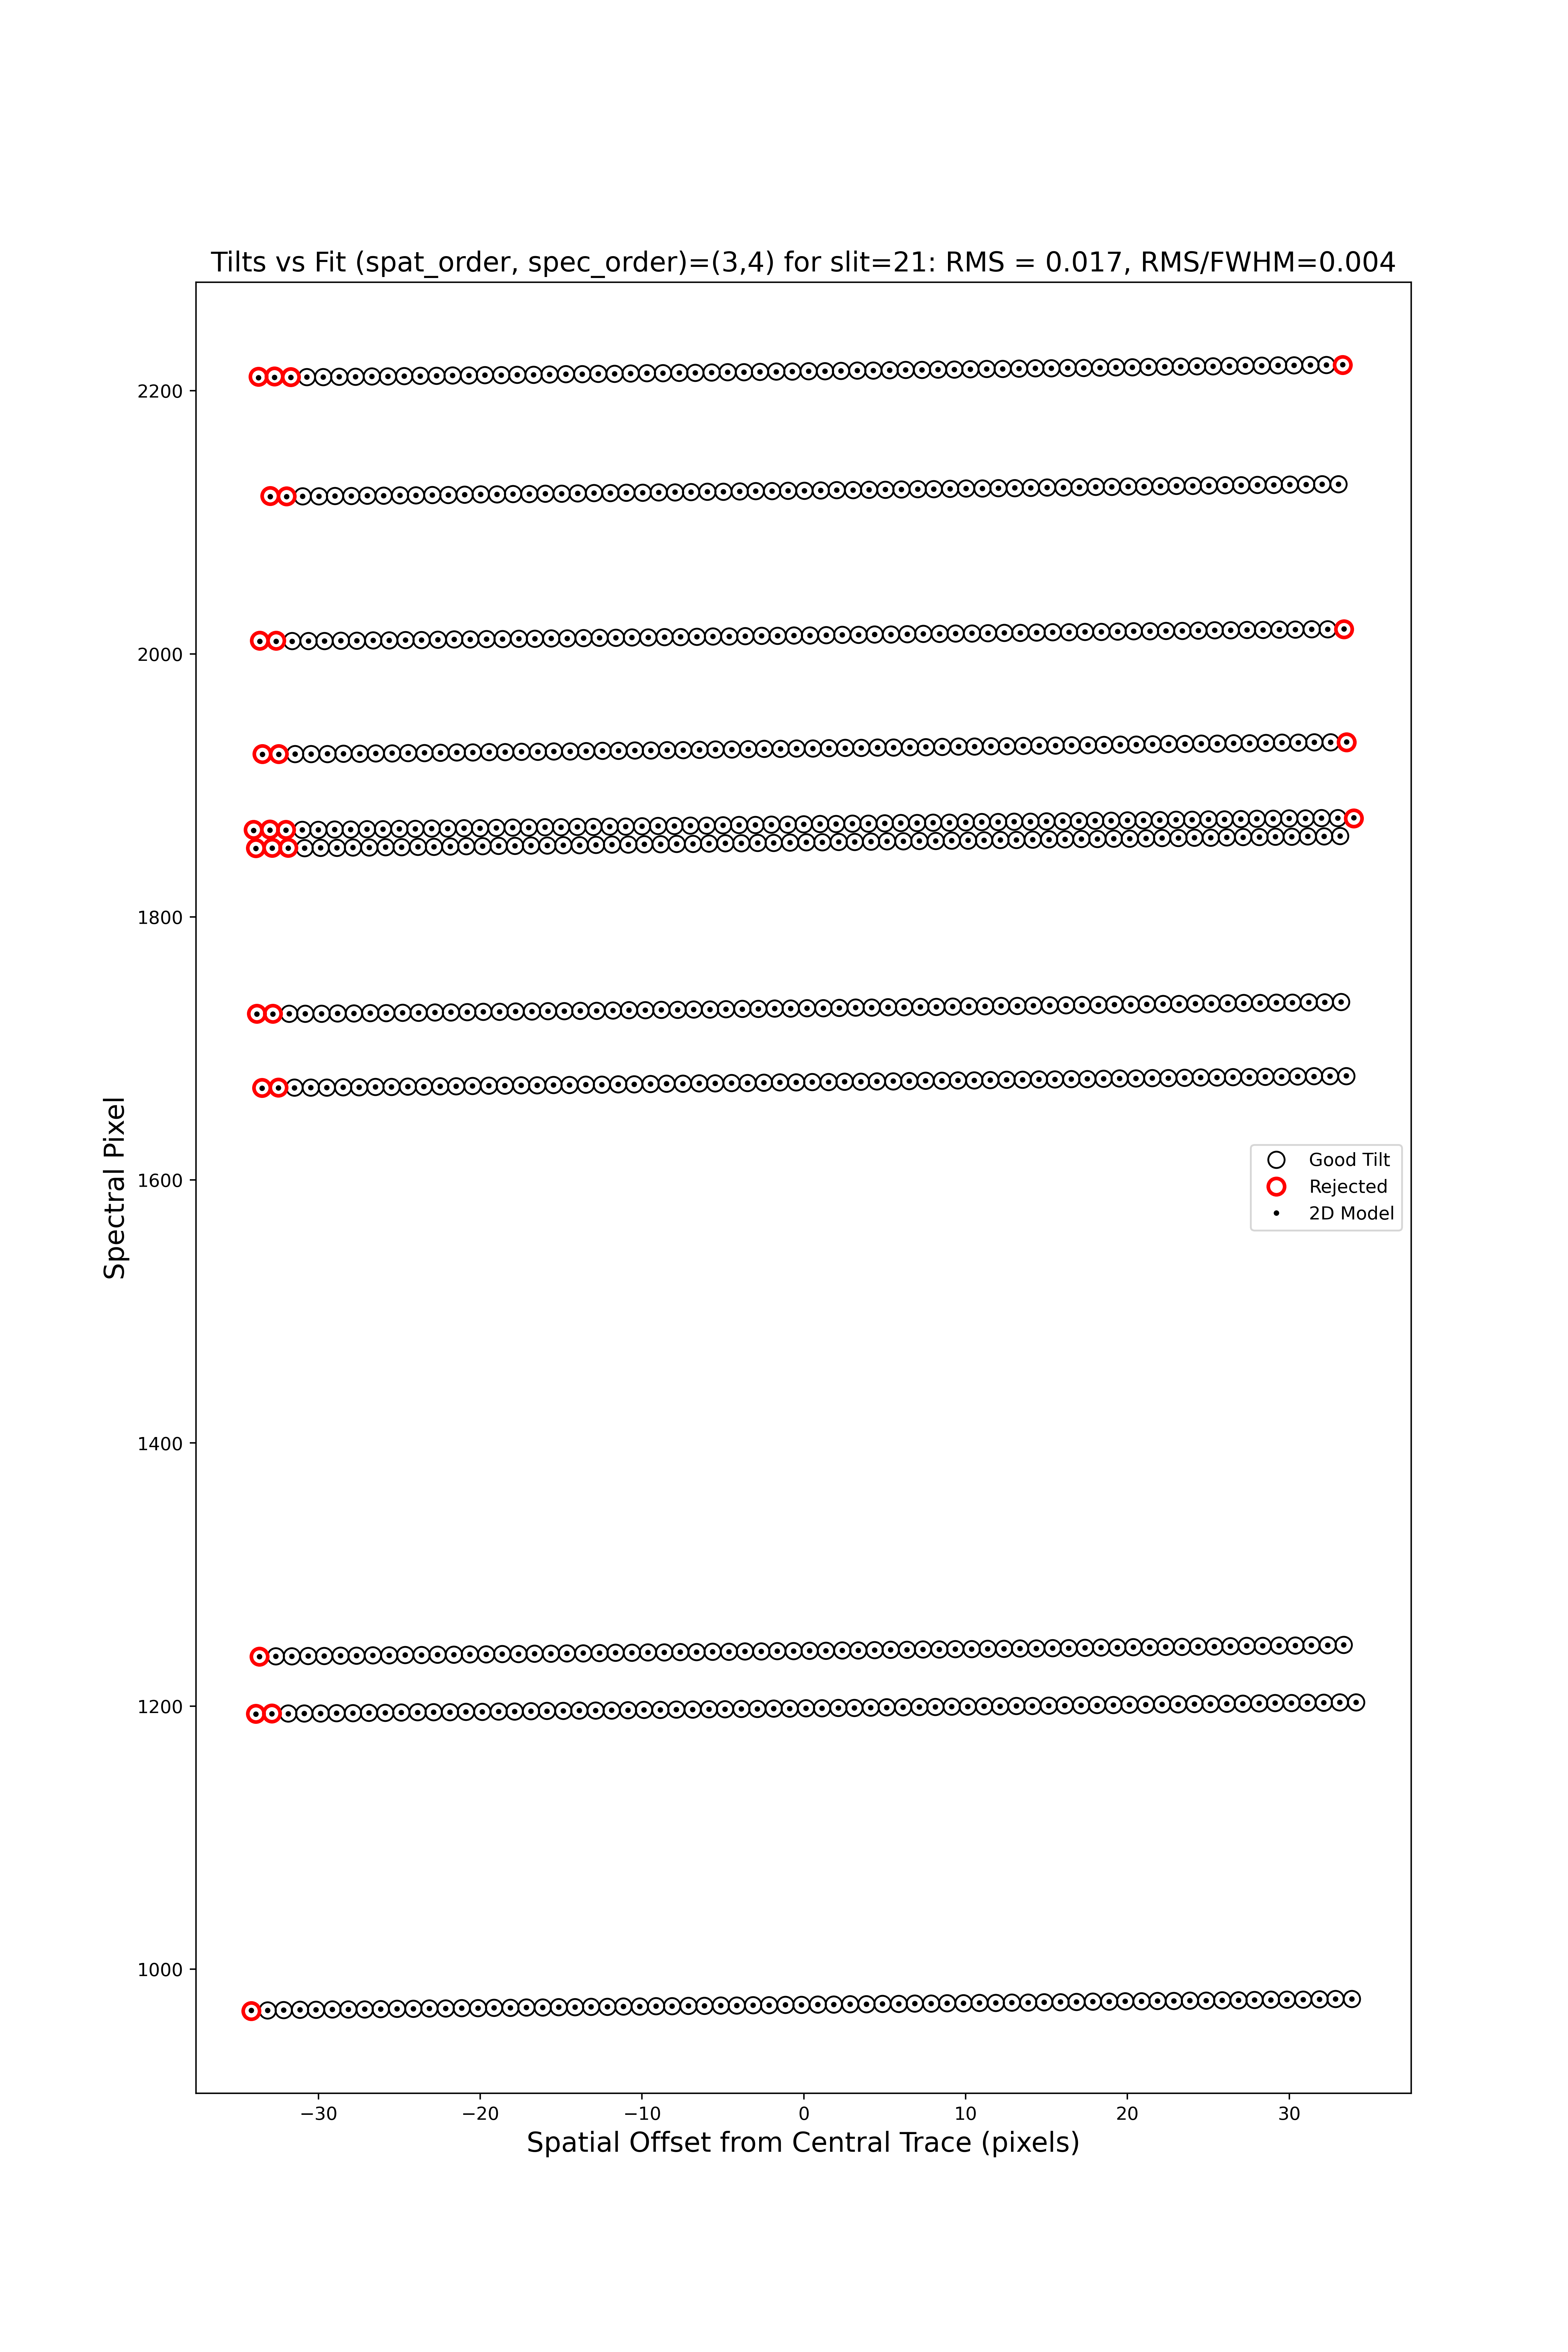 Tilts vs Fit (spat_order, spec_order)=(3,4) for slit=21: RMS = 0.017, RMS/FWHM=0.004
2200
2000
1800
1600
1400
1200
1000
Spectral Pixel
Good Tilt
Rejected
2D Model
−30
−20
−10
0
10
20
30
Spatial Offset from Central Trace (pixels)